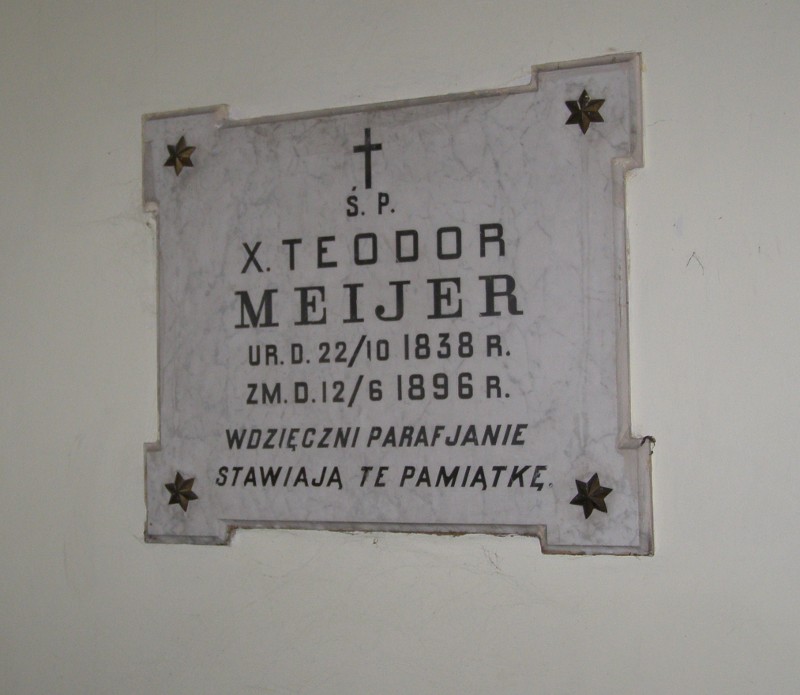 Ś. P.
X. TEODOR
MEIJER
UR. D. 22/10 1838 R.
ZM. D. 12/6 1896 R.
WDZIĘCZNI PARAFJANIE
STAWIAJĄ TE PAMIĄTKĘ.